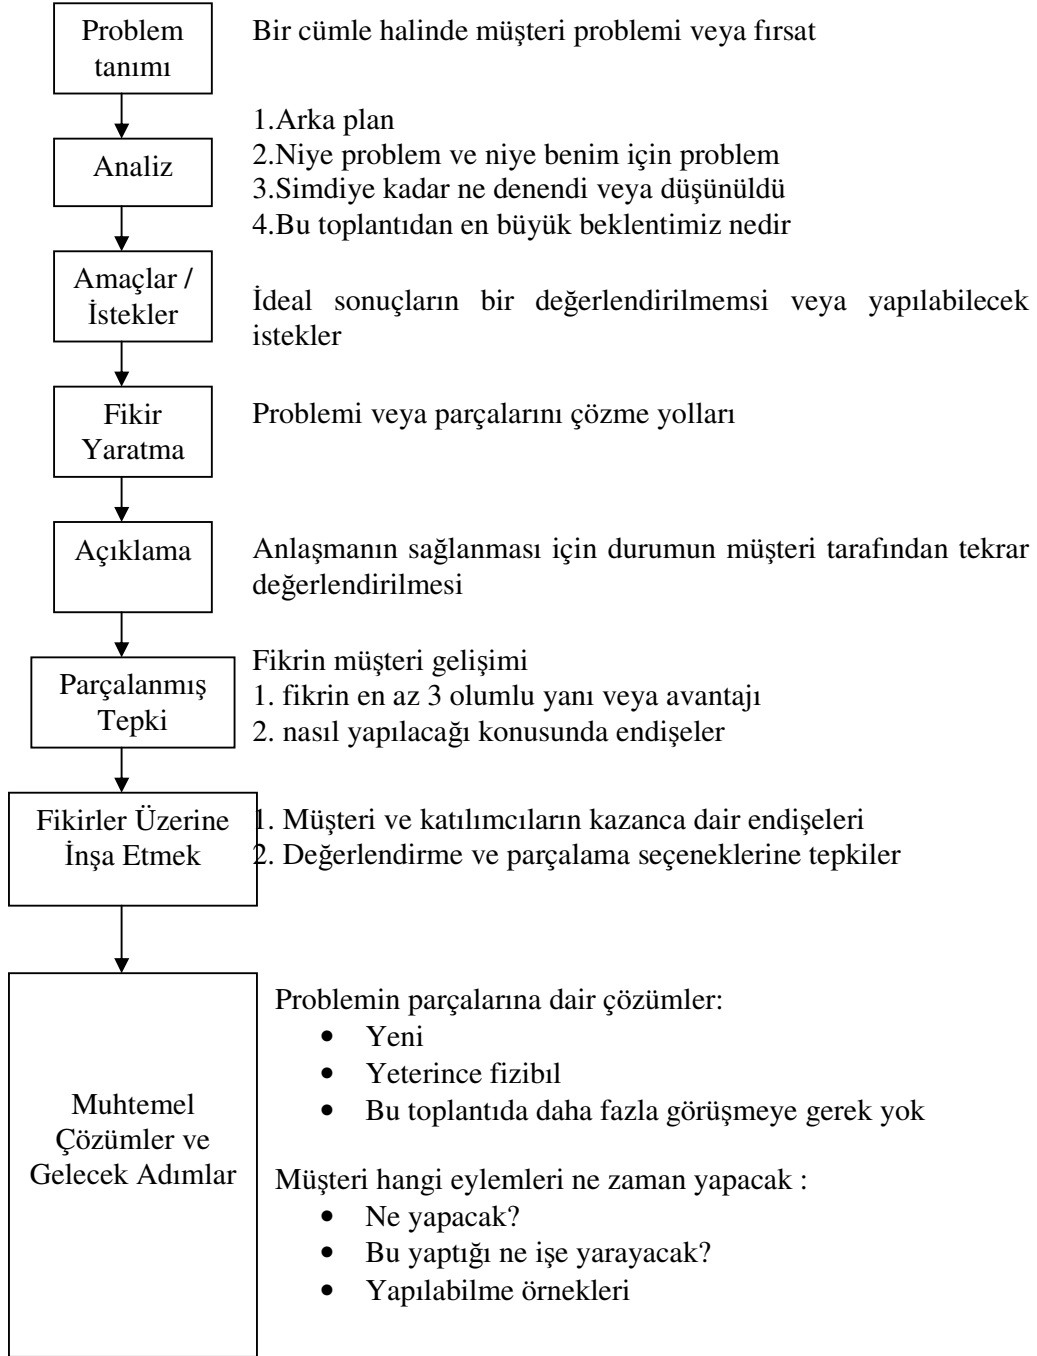 Problem
tanımı
Bir cümle halinde müşteri problemi veya fırsat
Analiz
1.Arka plan
2.Niye problem ve niye benim için problem
3.Simdiye kadar ne denendi veya düşünüldü
4.Bu toplantıdan en büyük beklentimiz nedir
Amaçlar /
İstekler
İdeal sonuçların bir değerlendirilmemsi veya yapılabilecek
istekler
Fikir
Yaratma
Problemi veya parçalarını çözme yolları
Açıklama
Anlaşmanın sağlanması için durumun müşteri tarafından tekrar
değerlendirilmesi
Parçalanmış
Tepki
Fikrin müşteri gelişimi
1. fikrin en az 3 olumlu yanı veya avantajı
2. nasıl yapılacağı konusunda endişeler
Fikirler Üzerine
İnşa Etmek
1. Müşteri ve katılımcıların kazanca dair endişeleri
2. Değerlendirme ve parçalama seçeneklerine tepkiler
Muhtemel
Çözümler ve
Gelecek Adımlar
Problemin parçalarına dair çözümler:
• Yeni
• Yeterince fizibıl
• Bu toplantıda daha fazla görüşmeye gerek yok
Müşteri hangi eylemleri ne zaman yapacak :
• Ne yapacak?
• Bu yaptığı ne işe yarayacak?
• Yapılabilme örnekleri